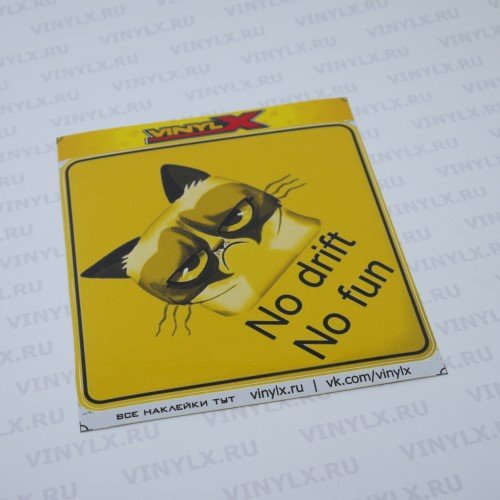 VINYLX
No drift
No fun
ВСЕ НАКЛЕЙКИ ТУТ vinylx.ru | vk.com/vinylx
VINYLX.RU